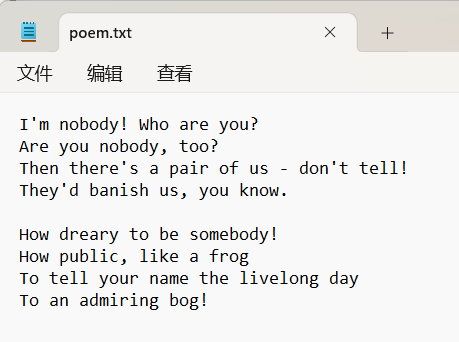 poem.txt
文件 编辑 查看
I'm nobody! Who are you?
Are you nobody, too?
Then there's a pair of us - don't tell!
They'd banish us, you know.

How dreary to be somebody!
How public, like a frog
To tell your name the livelong day
To an admiring bog!